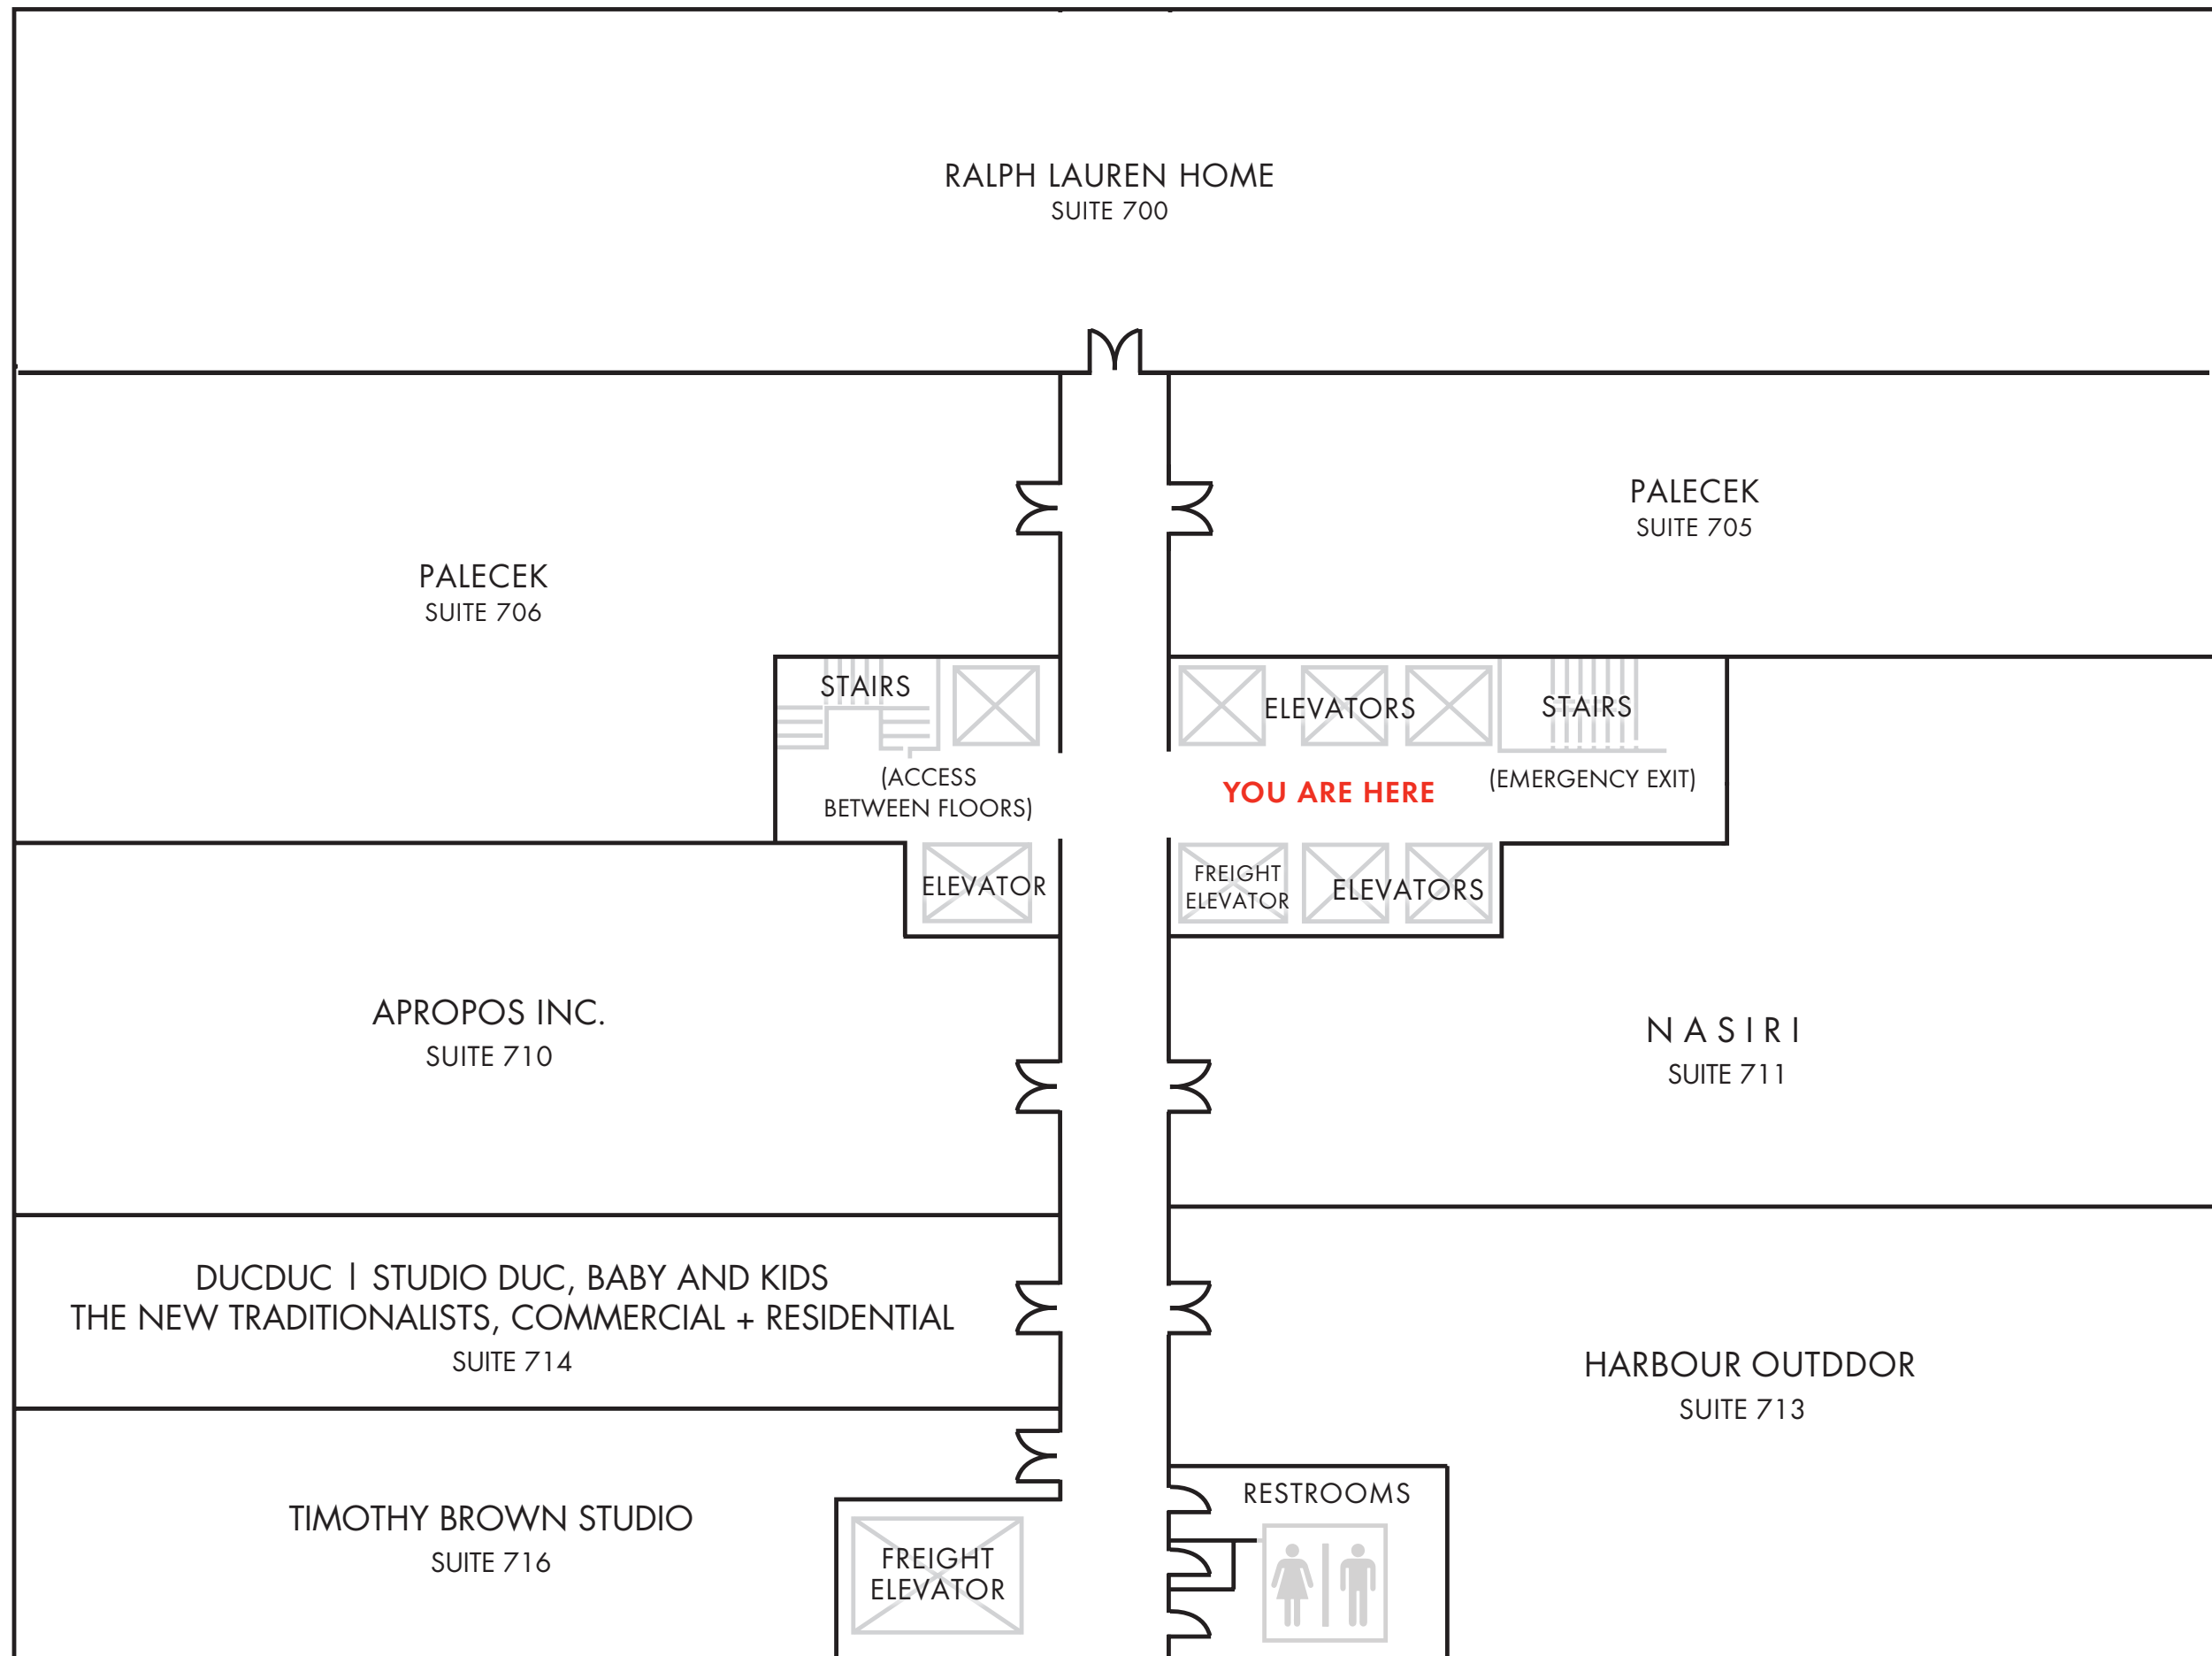 RALPH LAUREN HOME
SUITE 700
PALECEK
SUITE 705
PALECEK
SUITE 706
STAIRS
ELEVATORS
STAIRS
(ACCESS
BETWEEN FLOORS)
YOU ARE HERE
(EMERGENCY EXIT)
ELEVATOR
FREIGHT
ELEVATOR
ELEVATORS
APROPOS INC.
SUITE 710
NASIRI
SUITE 711
DUCDUC | STUDIO DUC, BABY AND KIDS
THE NEW TRADITIONALISTS, COMMERCIAL + RESIDENTIAL
SUITE 714
HARBOUR OUTDDOR
SUITE 713
TIMOTHY BROWN STUDIO
SUITE 716
FREIGHT
ELEVATOR
RESTROOMS